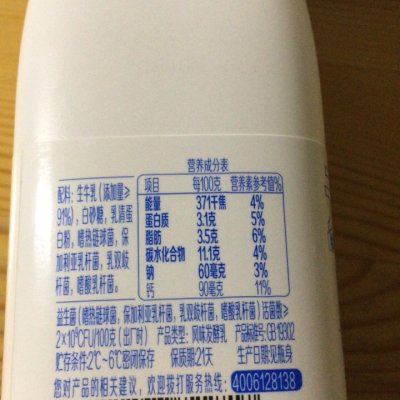 营养成分表
配料：生牛乳（添加量≥
91%），白砂糖，乳清蛋
白粉，嗜热链球菌，保
加利亚乳杆菌，乳双歧
杆菌，嗜酸乳杆菌。
项目 每100克 营养素参考值%
能量 371千焦 4%
蛋白质 3.1克 5%
脂肪 3.5克 6%
碳水化合物 11.1克 4%
钠 60毫克 3%
钙 90毫克 11%
益生菌（嗜热链球菌，保加利亚乳杆菌，乳双歧杆菌，嗜酸乳杆菌）活菌数≥
2×10⁶CFU/100克（出厂时） 产品类型：风味发酵乳 产品标准号：GB 19302
贮存条件：2℃~6℃密闭保存 保质期：21天 生产日期：见瓶身
您对产品的相关建议，欢迎拨打服务热线：4006128138